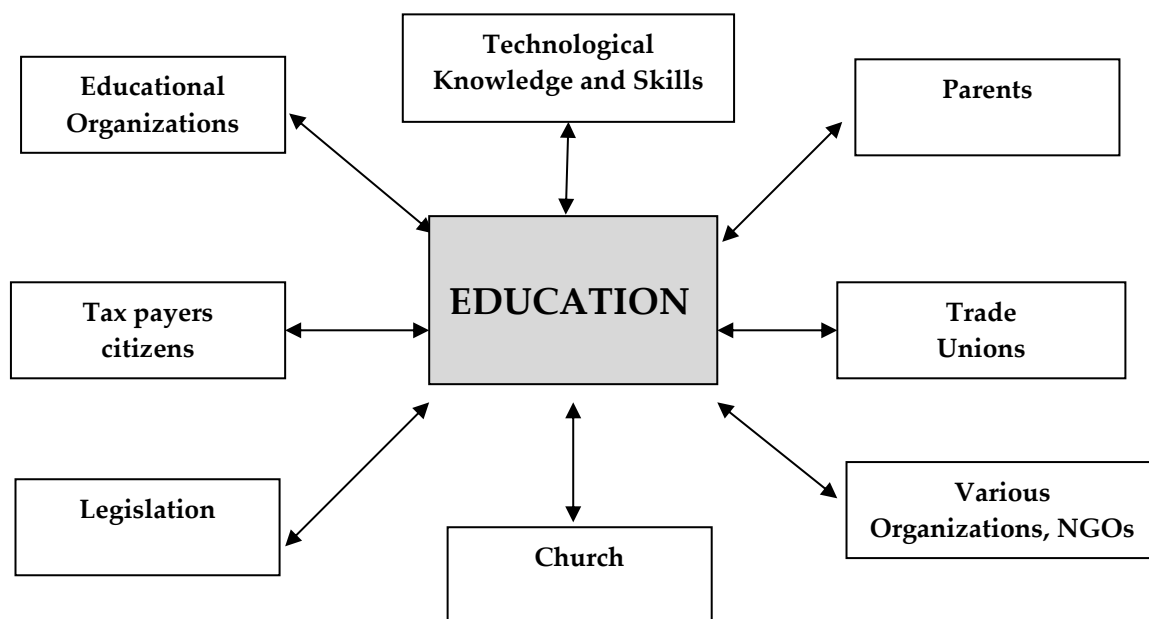 Educational
Organizations
Technological
Knowledge and Skills
Parents
Tax payers
citizens
EDUCATION
Trade
Unions
Legislation
Church
Various
Organizations, NGOs